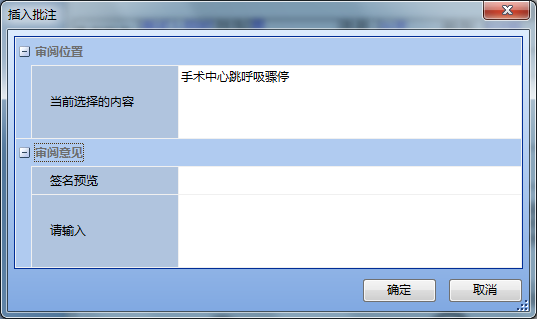 插入批注
审阅位置
当前选择的内容
手术中心跳呼吸骤停
审阅意见
签名预览
请输入
确定
取消